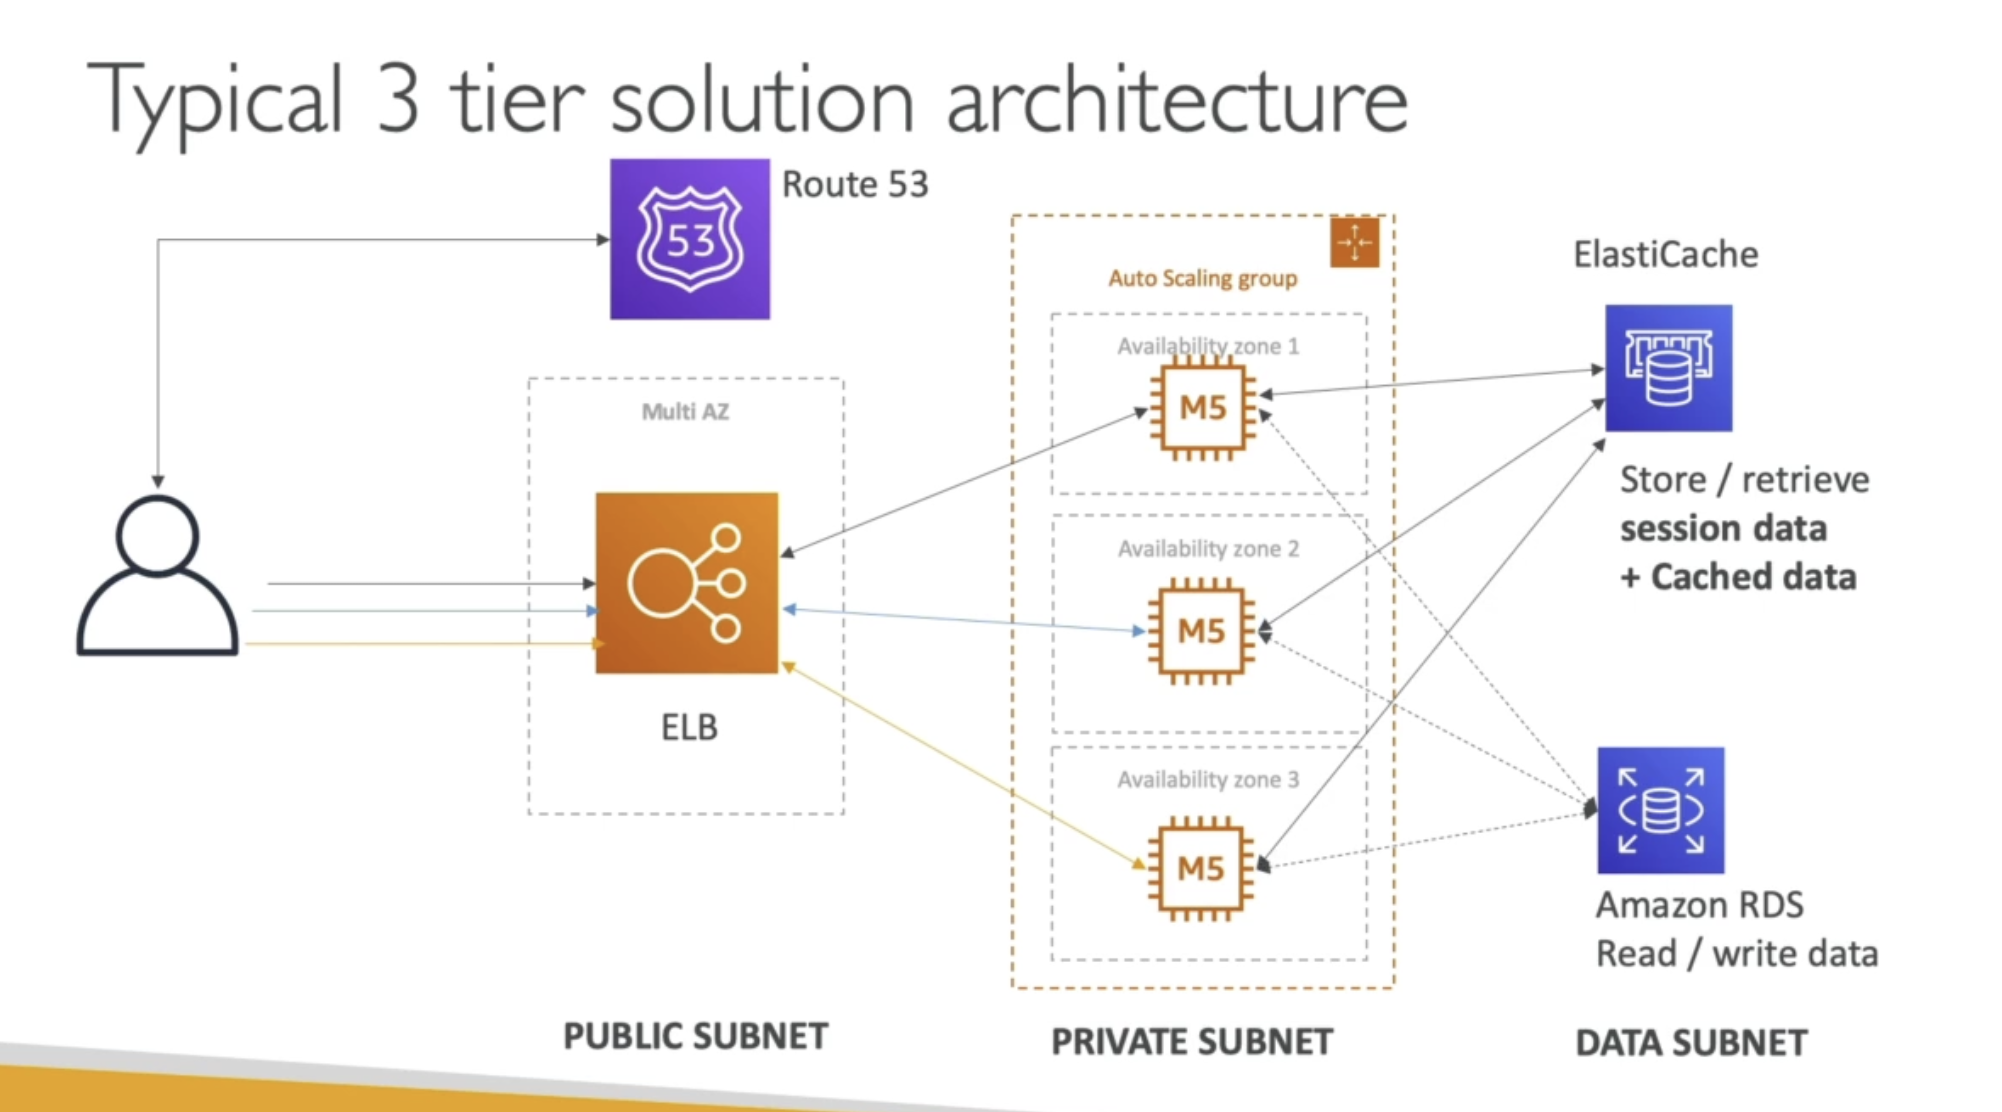 Typical 3 tier solution architecture
53
Route 53
Multi AZ
ELB
Auto Scaling group
Availability zone 1
M5
Availability zone 2
M5
Availability zone 3
M5
ElastiCache
Store / retrieve
session data
+ Cached data
Amazon RDS
Read / write data
PUBLIC SUBNET
PRIVATE SUBNET
DATA SUBNET